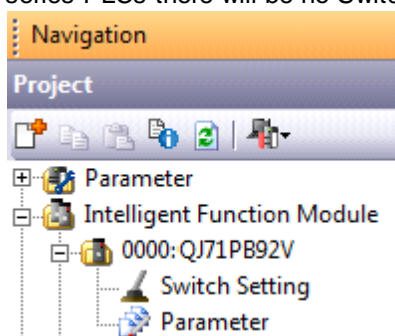 Navigation
Project
Parameter
Intelligent Function Module
0000:QJ71PB92V
Switch Setting
Parameter